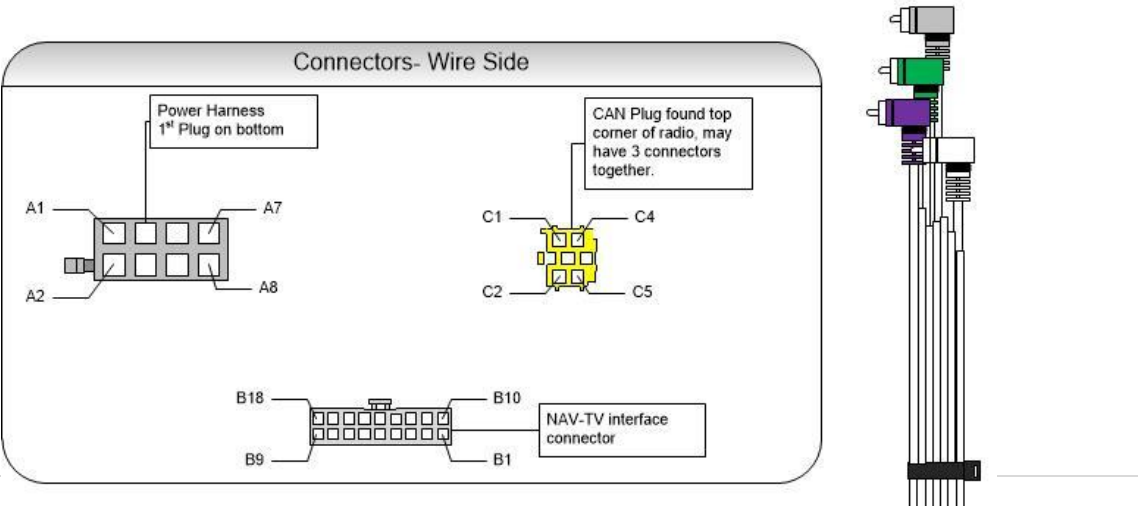 Connectors- Wire Side
Power Harness
1st Plug on bottom
CAN Plug found top
corner of radio, may
have 3 connectors
together.
A1
A7
A2
A8
C1
C4
C2
C5
B18
B10
NAV-TV interface
connector
B9
B1